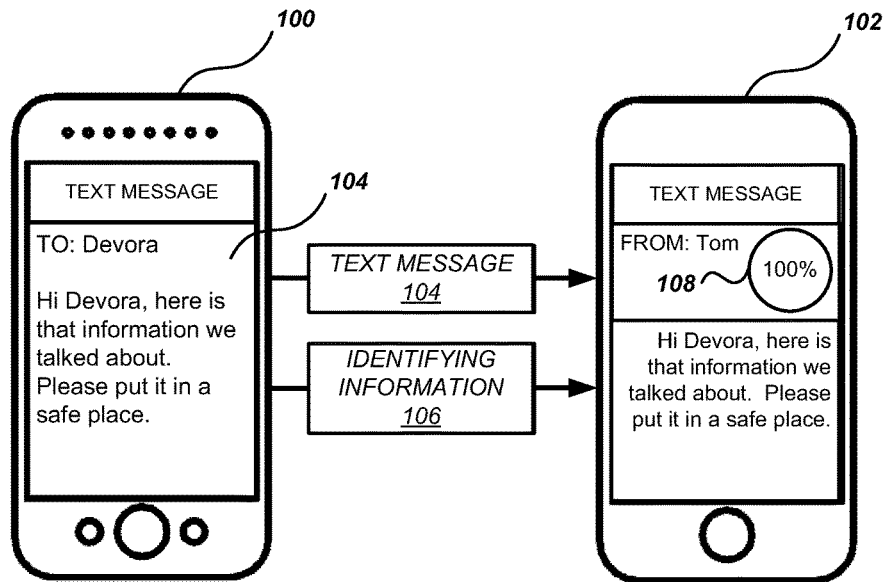 100
102
TEXT MESSAGE
104
TO: Devora
Hi Devora, here is
that information we
talked about.
Please put it in a
safe place.
TEXT MESSAGE
104
IDENTIFYING
INFORMATION
106
TEXT MESSAGE
FROM: Tom
108
100%
Hi Devora, here is
that information we
talked about. Please
put it in a safe place.